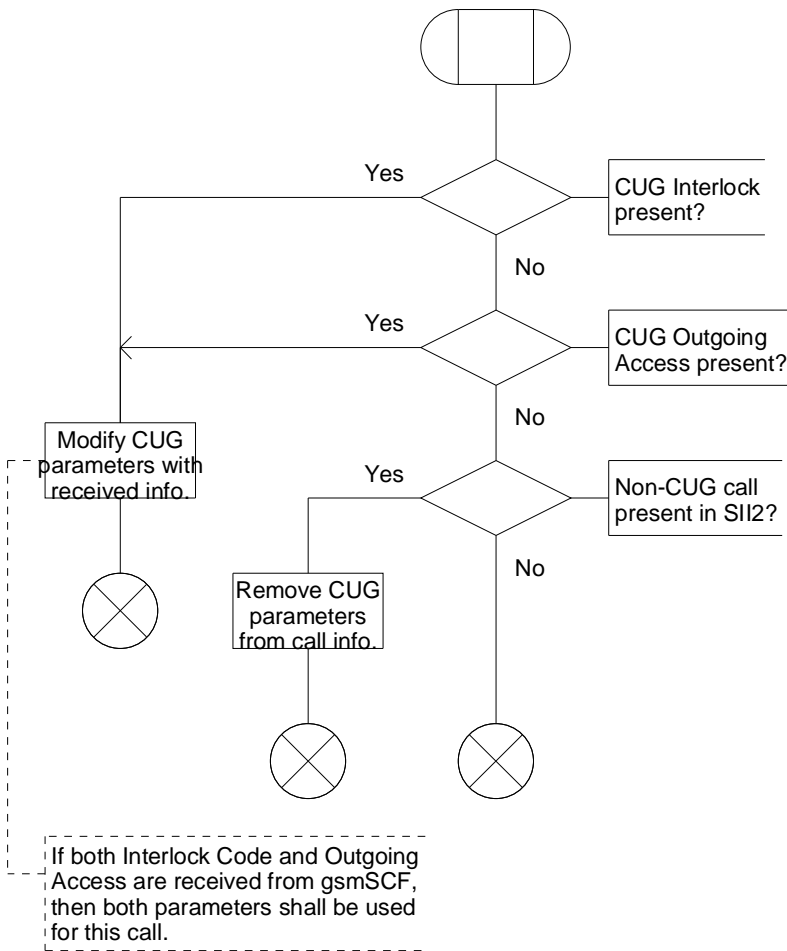 Yes
CUG Interlock
present?
No
Yes
CUG Outgoing
Access present?
No
Modify CUG
parameters with
received info.
Yes
Non-CUG call
present in SII2?
No
Remove CUG
parameters
from call info.
If both Interlock Code and Outgoing
Access are received from gsmSCF,
then both parameters shall be used
for this call.